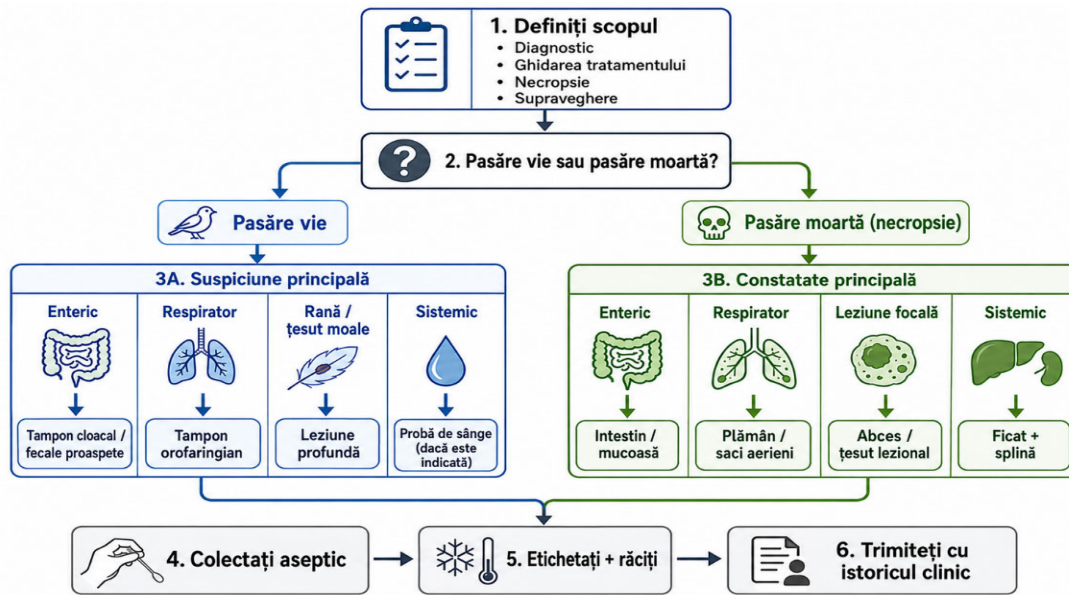 1. Definiți scopul
• Diagnostic
• Ghidarea tratamentului
• Necropsie
• Supraveghere
?
2. Pasăre vie sau pasăre moartă?
Pasăre vie
Pasăre moartă (necropsie)
3A. Suspiciune principală
Enteric
Respirator
Rană /
țesut moale
Sistemic
Tampon cloacal /
fecale proaspete
Tampon
orofaringian
Leziune
profundă
Probă de sânge
(dacă este
indicată)
3B. Constatate principală
Enteric
Respirator
Leziune focală
Sistemic
Intestin /
mucoasă
Plămân /
saci aerieni
Abces /
țesut lezional
Ficat +
splină
4. Colectați aseptic
5. Etichetați + răciți
6. Trimiteți cu
istoricul clinic